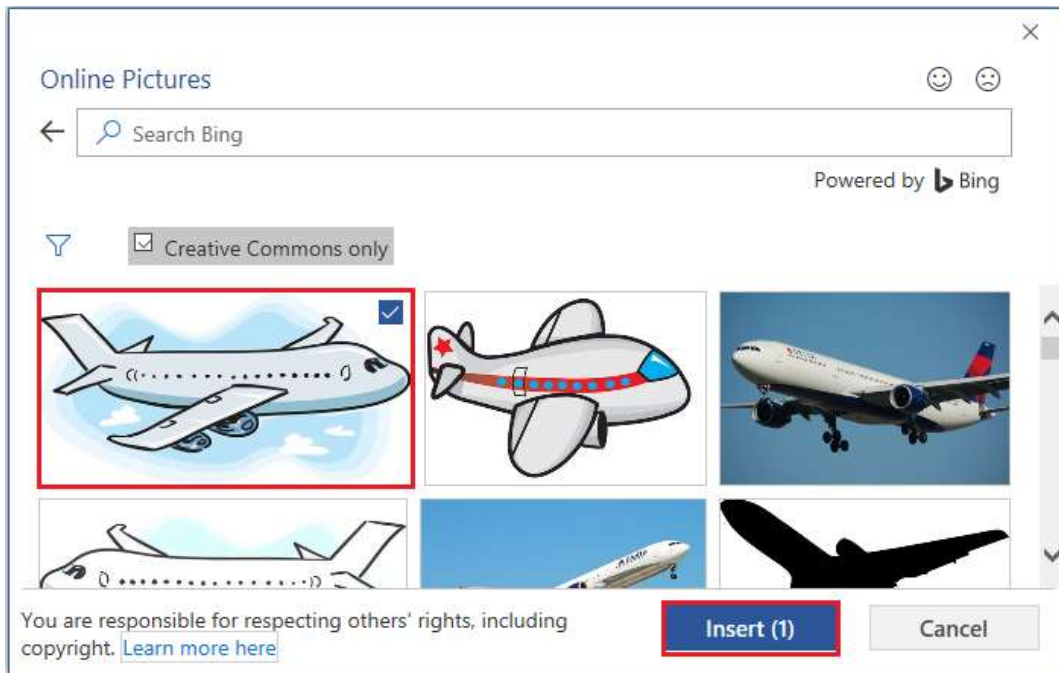 Online Pictures
Search Bing
Powered by Bing
Creative Commons only
You are responsible for respecting others' rights, including
copyright. Learn more here
Insert (1)
Cancel